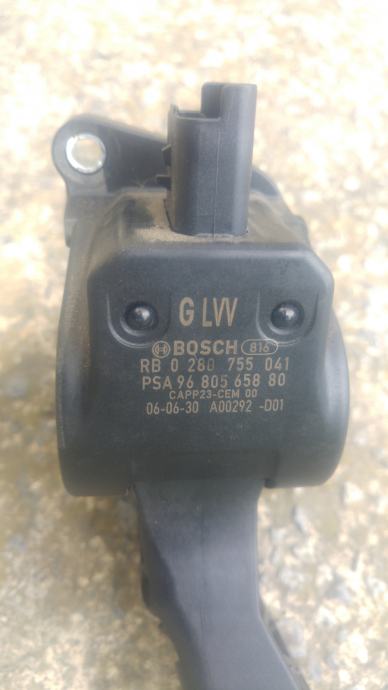 G LW
BOSCH 816
RB 0 280 755 041
PSA 96 805 658 80
CAPP23-CEM 00
06-06-30 A00292 -D01